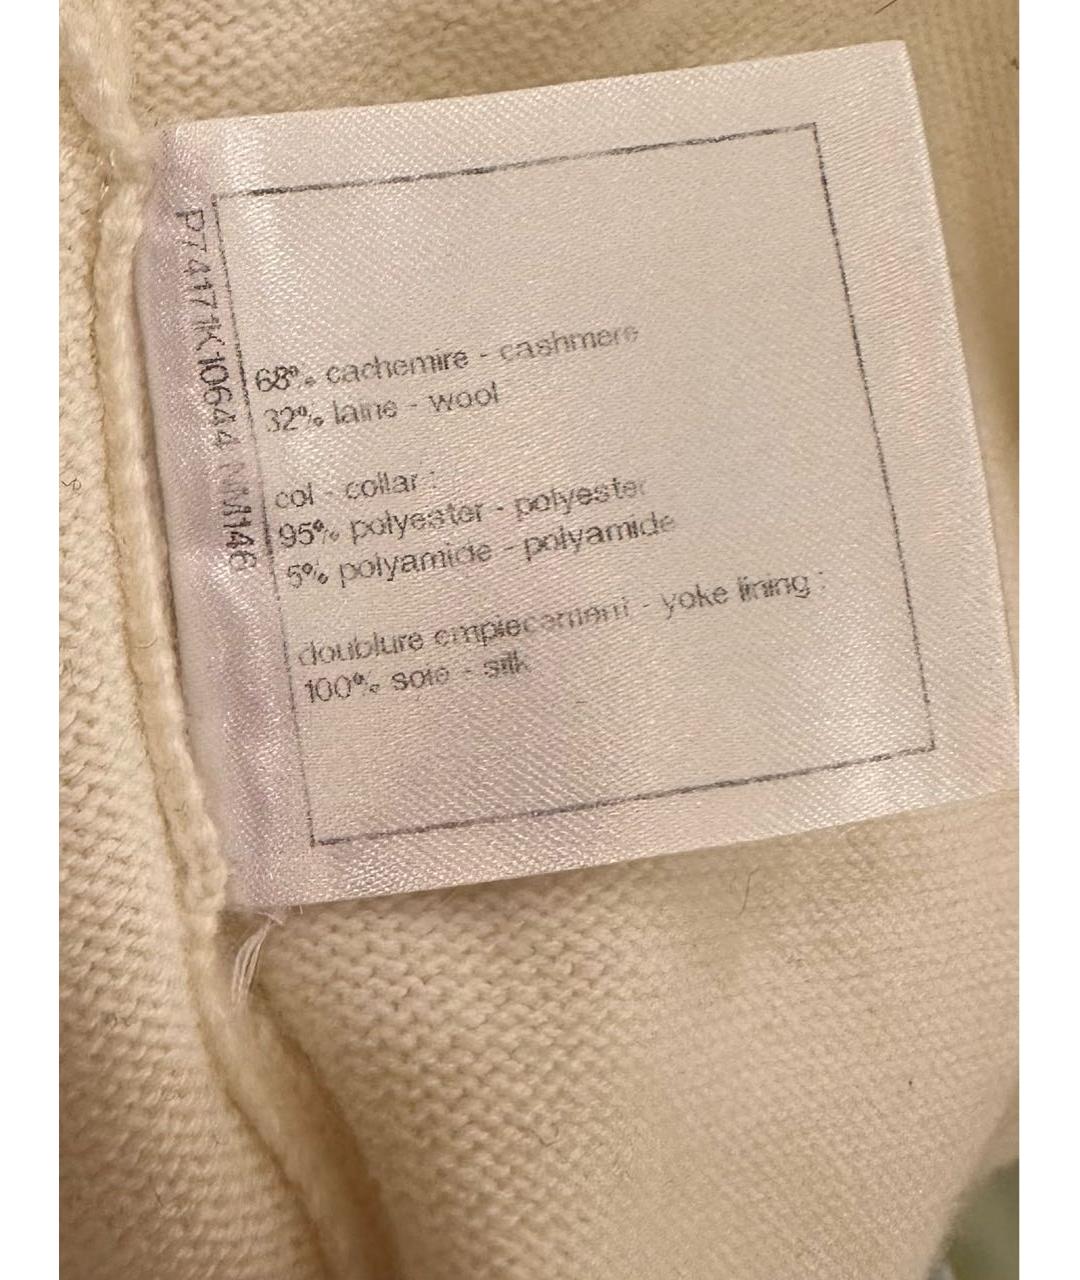 P74171K10644 MM146
68% cachemire - cashmere
32% laine - wool
col - collar :
95% polyester - polyester
5% polyamide - polyamide
doublure empiecement - yoke lining :
100% soie - silk